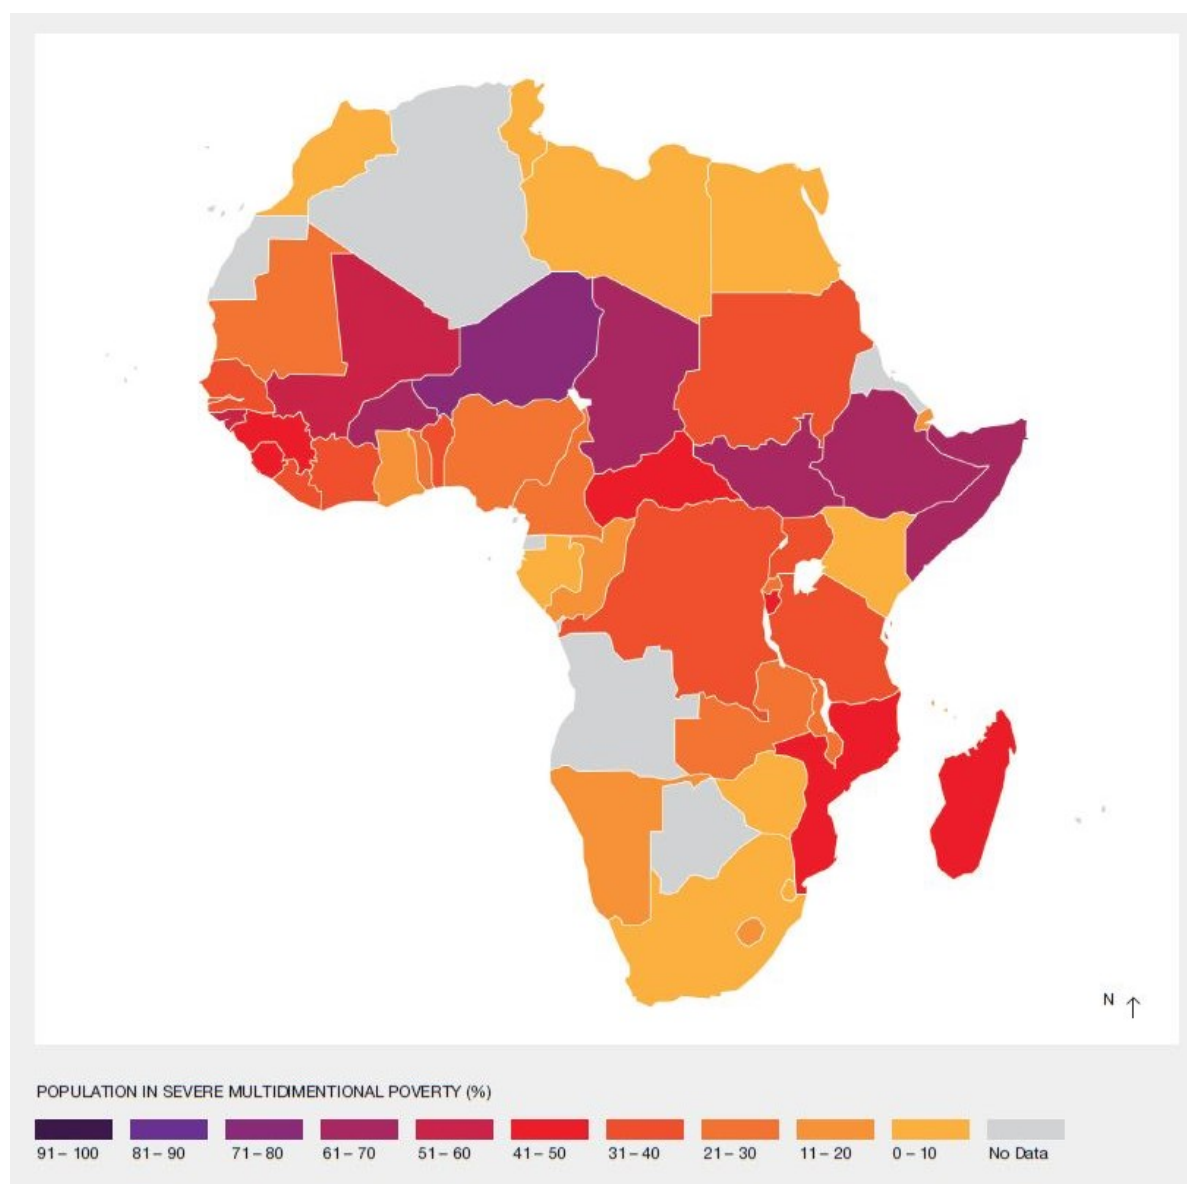 N ↑
POPULATION IN SEVERE MULTIDIMENTIONAL POVERTY (%)
91 – 100 81 – 90 71 – 80 61 – 70 51 – 60 41 – 50 31 – 40 21 – 30 11 – 20 0 – 10 No Data